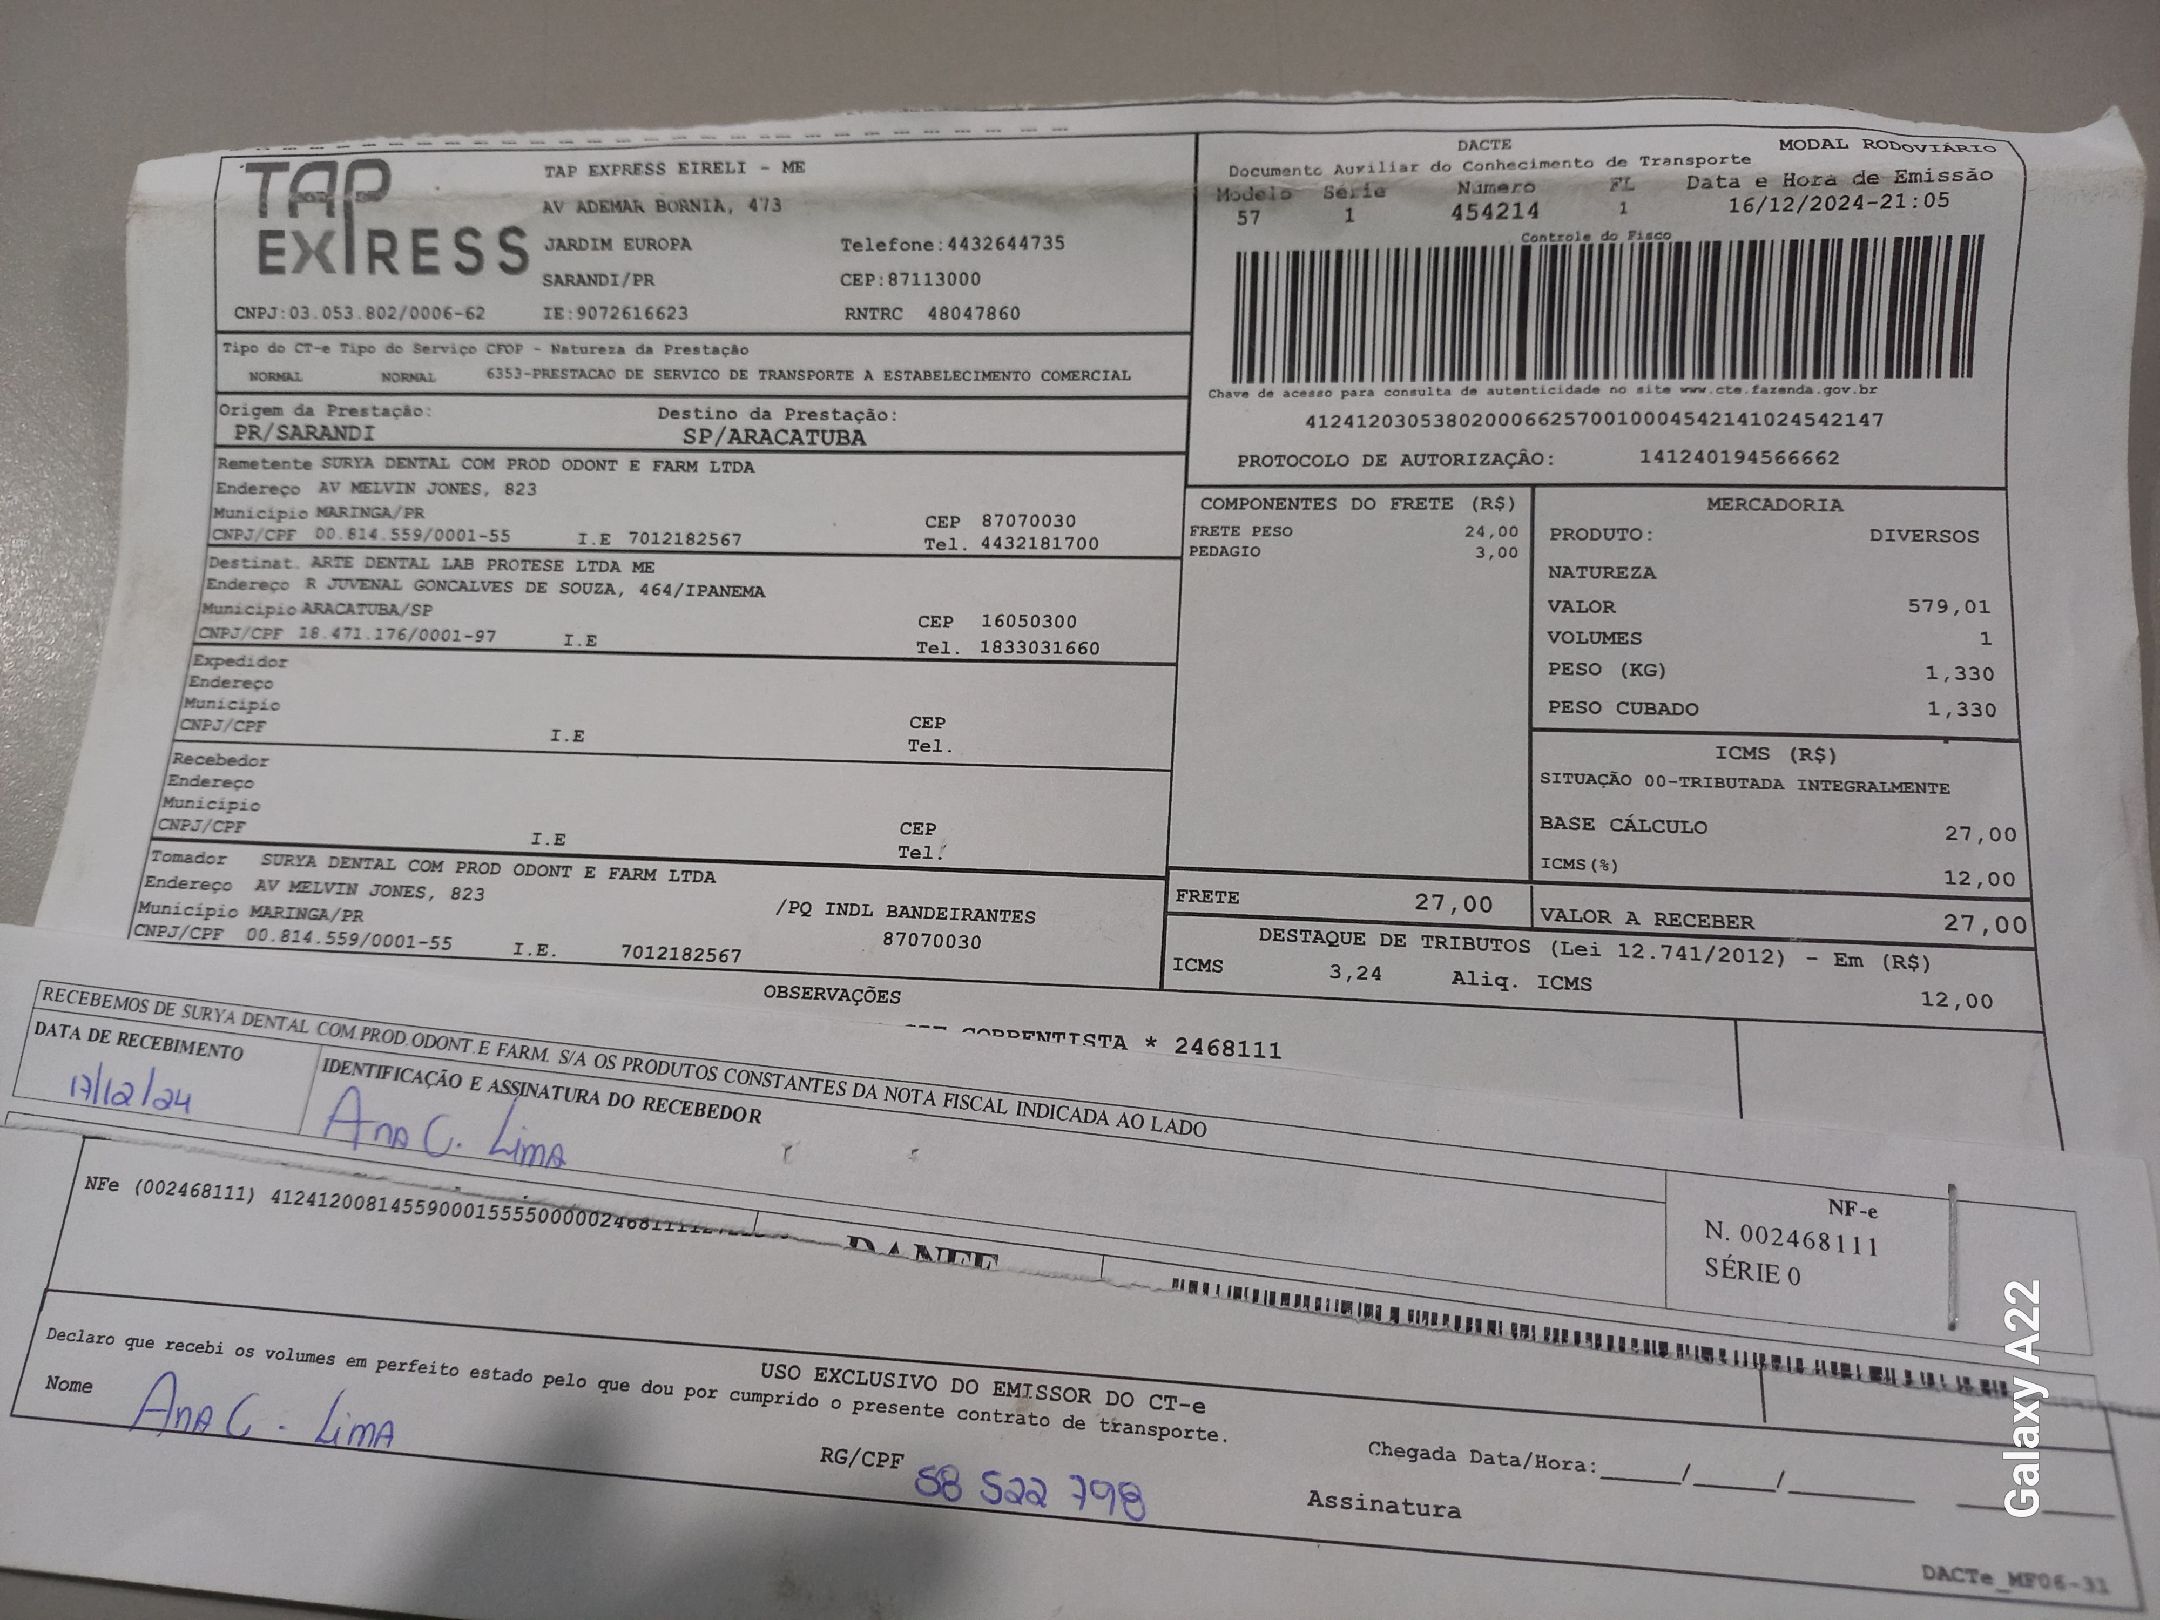 TAP EXPRESS
TAP EXPRESS EIRELI - ME
AV ADEMAR BORNIA, 473
JARDIM EUROPA Telefone:4432644735
SARANDI/PR CEP:87113000
CNPJ:03.053.802/0006-62 IE:9072616623 RNTRC 48047860
DACTE MODAL RODOVIÁRIO
Documento Auxiliar do Conhecimento de Transporte
Modelo Série Número FL Data e Hora de Emissão
57 1 454214 1 16/12/2024-21:05
Controle do Fisco
Chave de acesso para consulta de autenticidade no site www.cte.fazenda.gov.br
41241203053802000662570010004542141024542147
PROTOCOLO DE AUTORIZAÇÃO: 141240194566662
Tipo do CT-e Tipo do Serviço CFOP - Natureza da Prestação
NORMAL NORMAL 6353-PRESTACAO DE SERVICO DE TRANSPORTE A ESTABELECIMENTO COMERCIAL
Origem da Prestação: Destino da Prestação:
PR/SARANDI SP/ARACATUBA
Remetente SURYA DENTAL COM PROD ODONT E FARM LTDA
Endereço AV MELVIN JONES, 823
Município MARINGA/PR CEP 87070030
CNPJ/CPF 00.814.559/0001-55 I.E 7012182567 Tel. 4432181700
Destinat. ARTE DENTAL LAB PROTESE LTDA ME
Endereço R JUVENAL GONCALVES DE SOUZA, 464/IPANEMA
Município ARACATUBA/SP CEP 16050300
CNPJ/CPF 18.471.176/0001-97 I.E Tel. 1833031660
Expedidor
Endereço
Município CEP
CNPJ/CPF I.E Tel.
Recebedor
Endereço
Município CEP
CNPJ/CPF I.E Tel.
Tomador SURYA DENTAL COM PROD ODONT E FARM LTDA
Endereço AV MELVIN JONES, 823 /PQ INDL BANDEIRANTES
Município MARINGA/PR 87070030
CNPJ/CPF 00.814.559/0001-55 I.E. 7012182567
COMPONENTES DO FRETE (R$)
FRETE PESO 24,00
PEDAGIO 3,00
MERCADORIA
PRODUTO: DIVERSOS
NATUREZA
VALOR 579,01
VOLUMES 1
PESO (KG) 1,330
PESO CUBADO 1,330
ICMS (R$)
SITUAÇÃO 00-TRIBUTADA INTEGRALMENTE
BASE CÁLCULO 27,00
ICMS(%) 12,00
FRETE 27,00 VALOR A RECEBER 27,00
DESTAQUE DE TRIBUTOS (Lei 12.741/2012) - Em (R$)
ICMS 3,24 Aliq. ICMS 12,00
OBSERVAÇÕES
CORRENTISTA * 2468111
RECEBEMOS DE SURYA DENTAL COM.PROD.ODONT.E FARM. S/A OS PRODUTOS CONSTANTES DA NOTA FISCAL INDICADA AO LADO
DATA DE RECEBIMENTO IDENTIFICAÇÃO E ASSINATURA DO RECEBEDOR
17/12/24 Ana C. Lima
NF-e
N. 002468111
SÉRIE 0
NFe (002468111)
DANFE
USO EXCLUSIVO DO EMISSOR DO CT-e
Declaro que recebi os volumes em perfeito estado pelo que dou por cumprido o presente contrato de transporte.
Nome Ana C. Lima RG/CPF 58 522 798
Chegada Data/Hora:_____/_____/________
Assinatura
DACTe_MF06-31
Galaxy A22